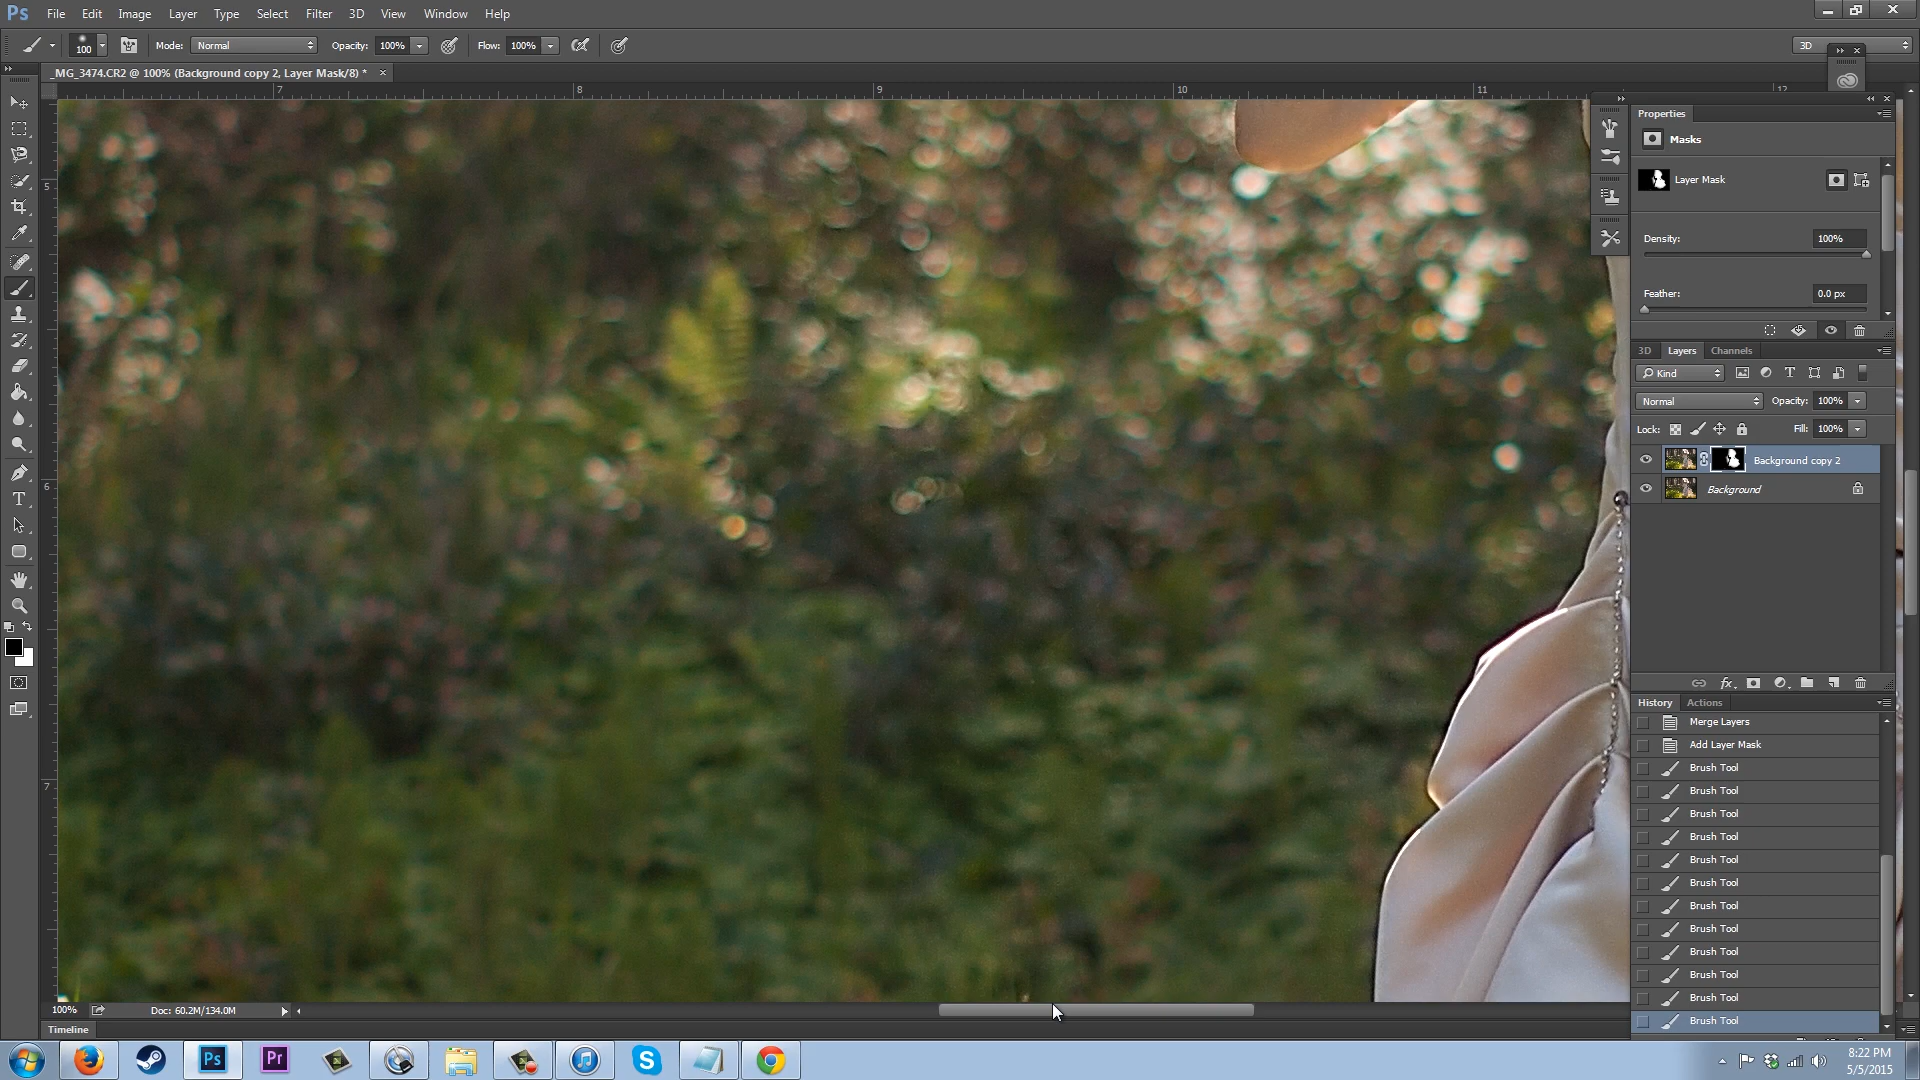 Ps File Edit Image Layer Type Select Filter 3D View Window Help
100 Mode: Normal Opacity: 100% Flow: 100% 3D
_MG_3474.CR2 @ 100% (Background copy 2, Layer Mask/8) * ×
7 8 9 10 11 12
5
6
7
Properties
Masks
Layer Mask
Density: 100%
Feather: 0.0 px
3D Layers Channels
Kind
Normal Opacity: 100%
Lock: Fill: 100%
Background copy 2
Background
fx
History Actions
Merge Layers
Add Layer Mask
Brush Tool
Brush Tool
Brush Tool
Brush Tool
Brush Tool
Brush Tool
Brush Tool
Brush Tool
Brush Tool
Brush Tool
Brush Tool
Brush Tool
100% Doc: 60.2M/134.0M
Timeline
Ps Pr
8:22 PM
5/5/2015